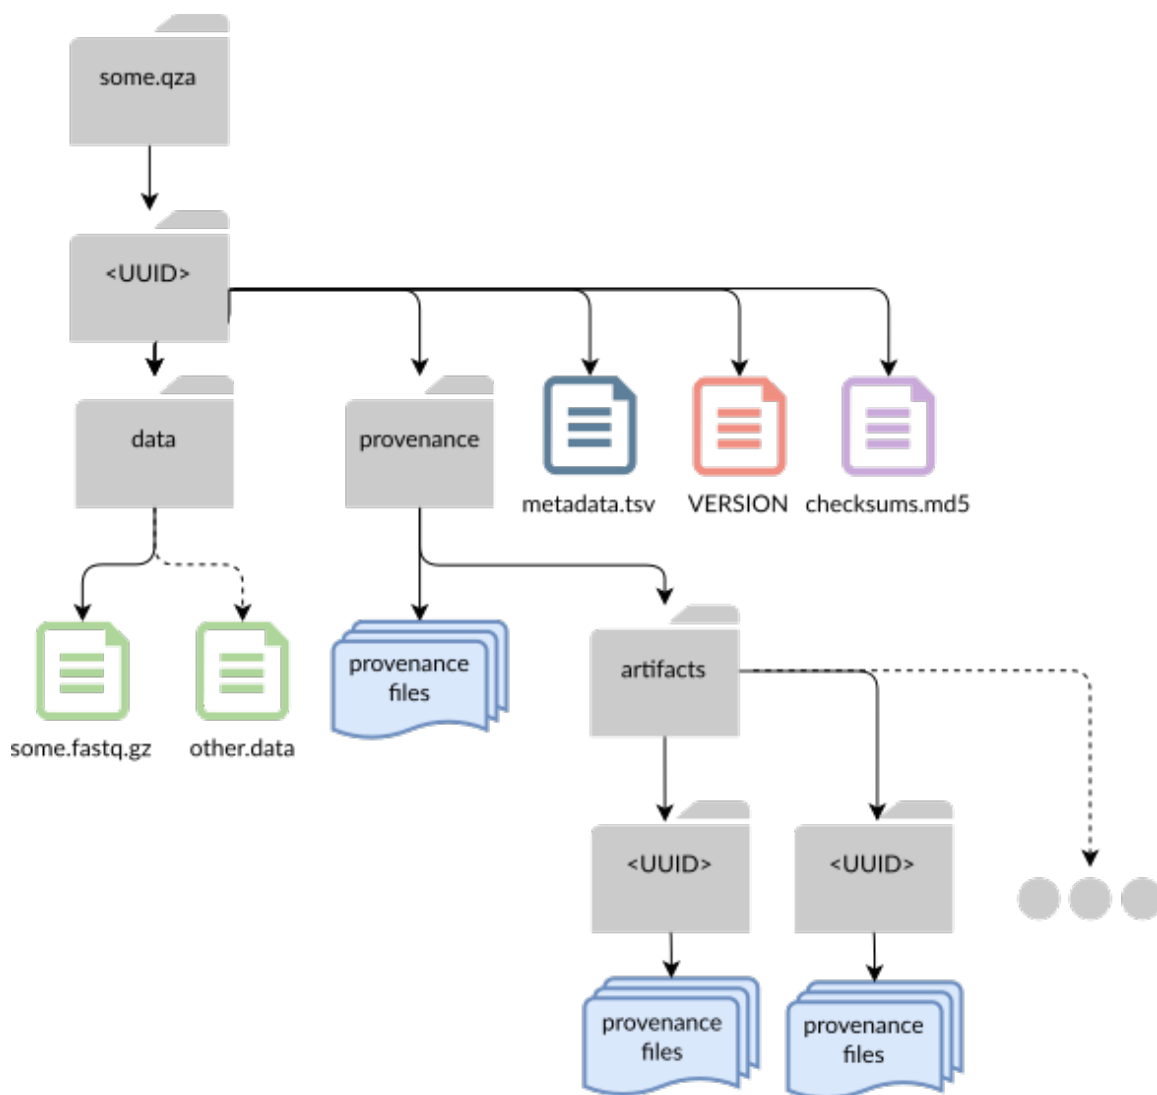 some.qza
<UUID>
data
provenance
metadata.tsv
VERSION
checksums.md5
some.fastq.gz
other.data
provenance
files
artifacts
<UUID>
<UUID>
provenance
files
provenance
files